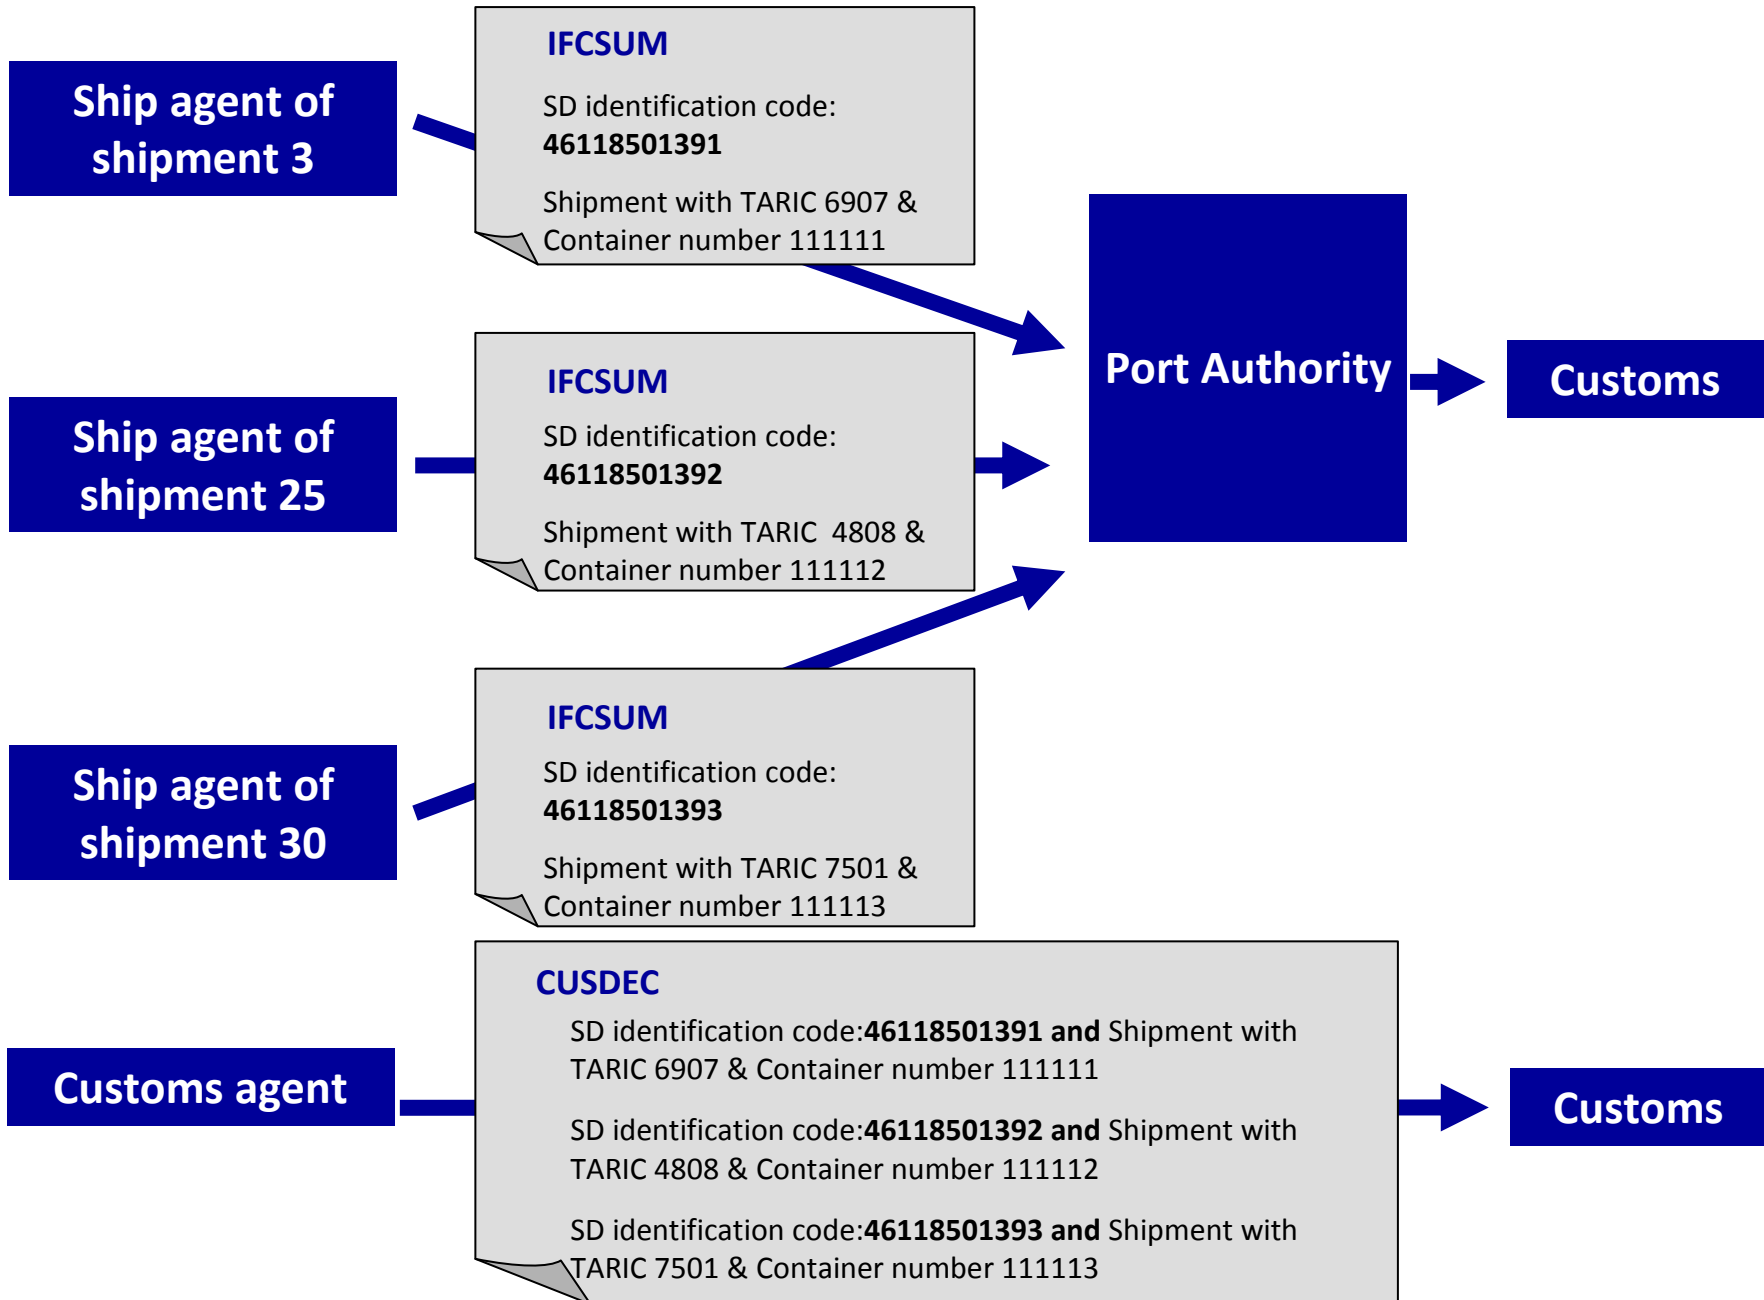 Ship agent of
shipment 3
IFCSUM
SD identification code:
46118501391
Shipment with TARIC 6907 &
Container number 111111
Ship agent of
shipment 25
IFCSUM
SD identification code:
46118501392
Shipment with TARIC  4808 &
Container number 111112
Port Authority
Customs
Ship agent of
shipment 30
IFCSUM
SD identification code:
46118501393
Shipment with TARIC 7501 &
Container number 111113
Customs agent
CUSDEC
SD identification code:46118501391 and Shipment with
TARIC 6907 & Container number 111111
SD identification code:46118501392 and Shipment with
TARIC 4808 & Container number 111112
SD identification code:46118501393 and Shipment with
TARIC 7501 & Container number 111113
Customs